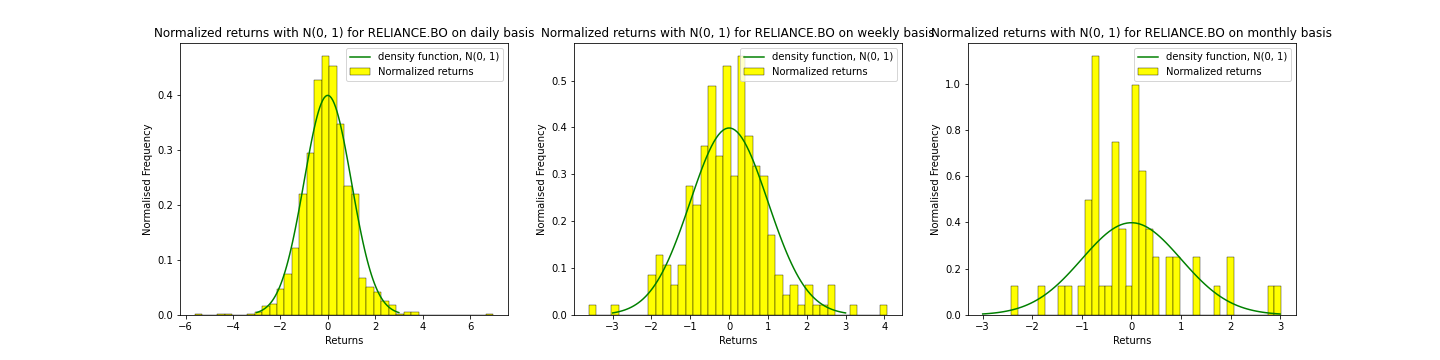 Normalized returns with N(0, 1) for RELIANCE.BO on daily basis
density function, N(0, 1)
Normalized returns
Normalised Frequency
0.4
0.3
0.2
0.1
0.0
−6 −4 −2 0 2 4 6
Returns
Normalized returns with N(0, 1) for RELIANCE.BO on weekly basis
density function, N(0, 1)
Normalized returns
Normalised Frequency
0.5
0.4
0.3
0.2
0.1
0.0
−3 −2 −1 0 1 2 3 4
Returns
Normalized returns with N(0, 1) for RELIANCE.BO on monthly basis
density function, N(0, 1)
Normalized returns
Normalised Frequency
1.0
0.8
0.6
0.4
0.2
0.0
−3 −2 −1 0 1 2 3
Returns